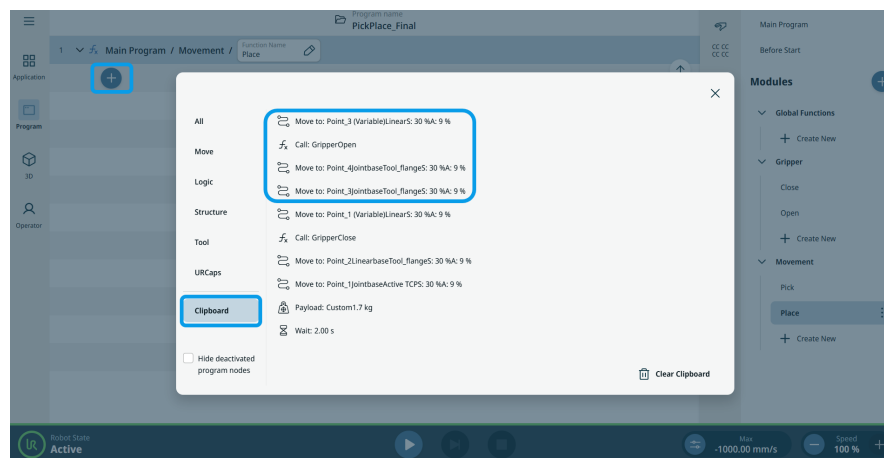 Program name
PickPlace_Final
1 Main Program / Movement / Function Name
Place
Application
Program
3D
Operator
All
Move
Logic
Structure
Tool
URCaps
Clipboard
Hide deactivated
program nodes
Move to: Point_3 (Variable)LinearS: 30 %A: 9 %
fx Call: GripperOpen
Move to: Point_4JointbaseTool_flangeS: 30 %A: 9 %
Move to: Point_3JointbaseTool_flangeS: 30 %A: 9 %
Move to: Point_1 (Variable)LinearS: 30 %A: 9 %
fx Call: GripperClose
Move to: Point_2LinearbaseTool_flangeS: 30 %A: 9 %
Move to: Point_1JointbaseActive TCPS: 30 %A: 9 %
Payload: Custom1.7 kg
Wait: 2.00 s
Clear Clipboard
Main Program
Before Start
Modules
Global Functions
Create New
Gripper
Close
Open
Create New
Movement
Pick
Place
Create New
UR
Robot State
Active
Max
-1000.00 mm/s
Speed
100 %